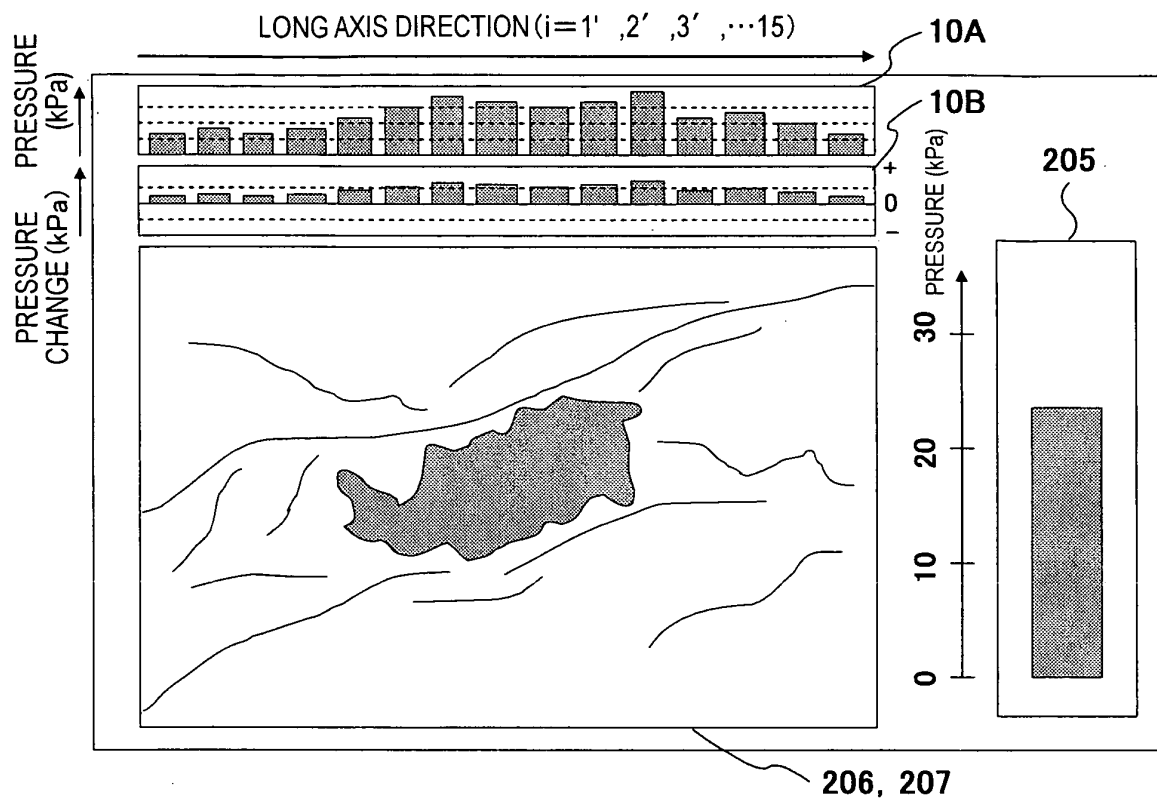 LONG AXIS DIRECTION (i=1' ,2' ,3' ,…15)
10A
PRESSURE
(kPa)
10B
+
0
−
PRESSURE
CHANGE (kPa)
PRESSURE (kPa)
205
30
20
10
0
206, 207